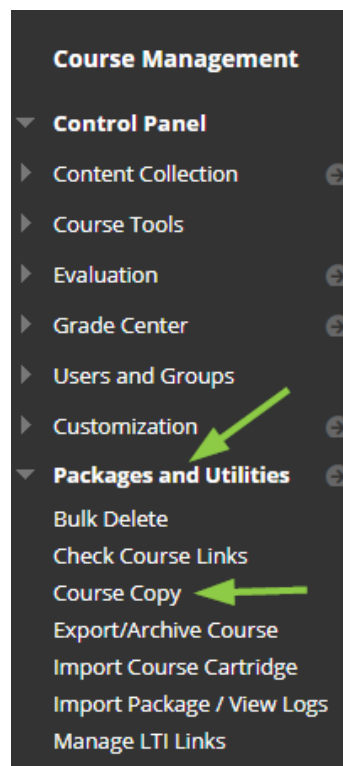 Course Management
Control Panel
Content Collection
Course Tools
Evaluation
Grade Center
Users and Groups
Customization
Packages and Utilities
Bulk Delete
Check Course Links
Course Copy
Export/Archive Course
Import Course Cartridge
Import Package / View Logs
Manage LTI Links